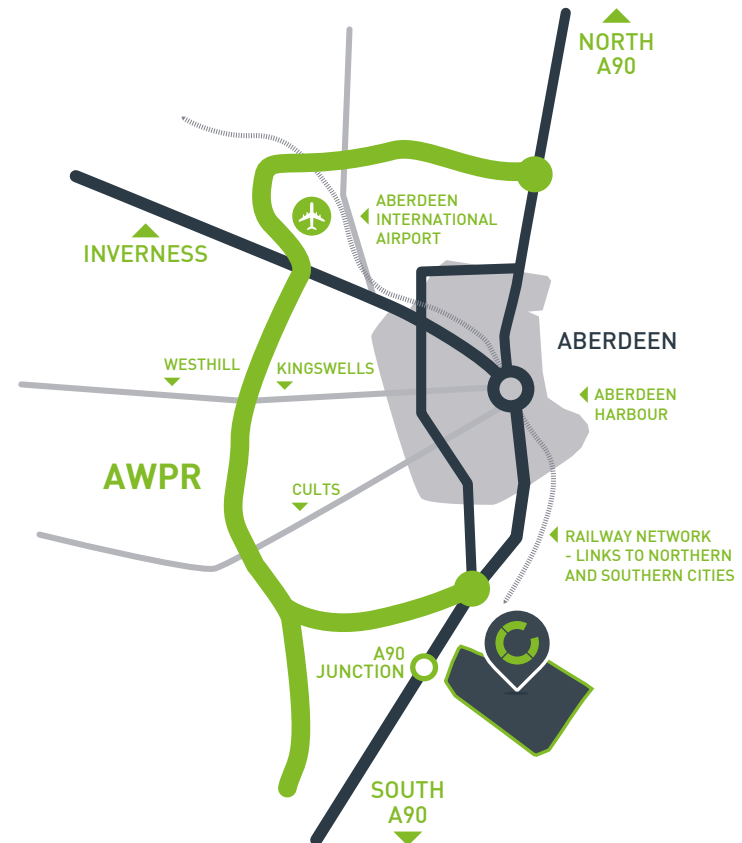 NORTH
A90
ABERDEEN
INTERNATIONAL
AIRPORT
INVERNESS
ABERDEEN
WESTHILL
KINGSWELLS
ABERDEEN
HARBOUR
AWPR
CULTS
RAILWAY NETWORK
- LINKS TO NORTHERN
AND SOUTHERN CITIES
A90
JUNCTION
SOUTH
A90